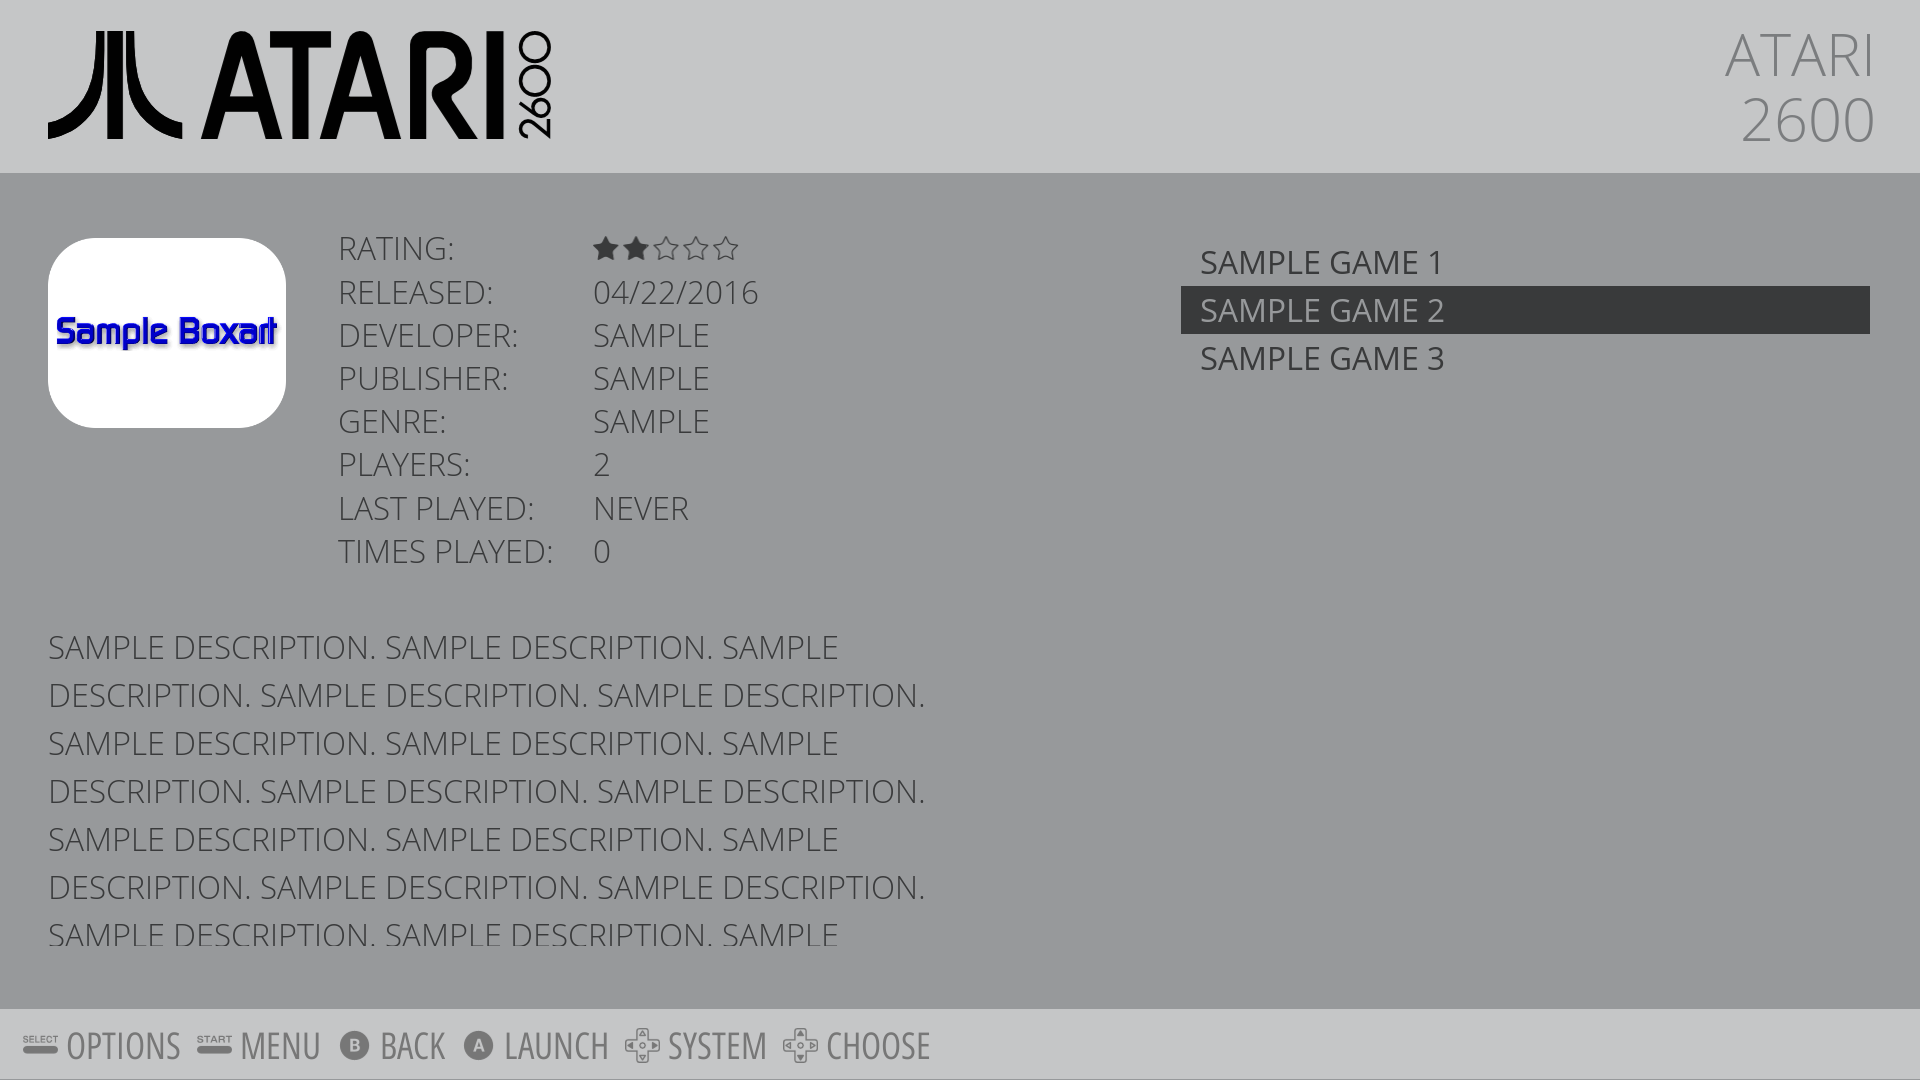 ATARI 2600
ATARI
2600
Sample Boxart
RATING:
RELEASED: 04/22/2016
DEVELOPER: SAMPLE
PUBLISHER: SAMPLE
GENRE: SAMPLE
PLAYERS: 2
LAST PLAYED: NEVER
TIMES PLAYED: 0
SAMPLE GAME 1
SAMPLE GAME 2
SAMPLE GAME 3
SAMPLE DESCRIPTION. SAMPLE DESCRIPTION. SAMPLE
DESCRIPTION. SAMPLE DESCRIPTION. SAMPLE DESCRIPTION.
SAMPLE DESCRIPTION. SAMPLE DESCRIPTION. SAMPLE
DESCRIPTION. SAMPLE DESCRIPTION. SAMPLE DESCRIPTION.
SAMPLE DESCRIPTION. SAMPLE DESCRIPTION. SAMPLE
DESCRIPTION. SAMPLE DESCRIPTION. SAMPLE DESCRIPTION.
SAMPLE DESCRIPTION. SAMPLE DESCRIPTION. SAMPLE
SELECT OPTIONS START MENU B BACK A LAUNCH SYSTEM CHOOSE